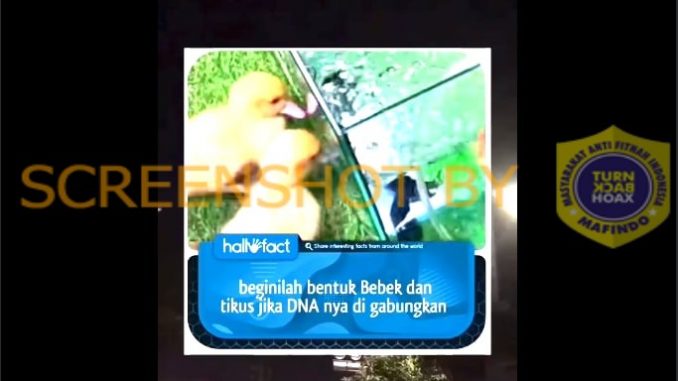 SCREENSHOT BY
MASYARAKAT ANTI FITNAH INDONESIA
TURN
BACK
HOAX
MAFINDO
hallofact
Share interesting facts from around the world
beginilah bentuk Bebek dan
tikus jika DNA nya di gabungkan